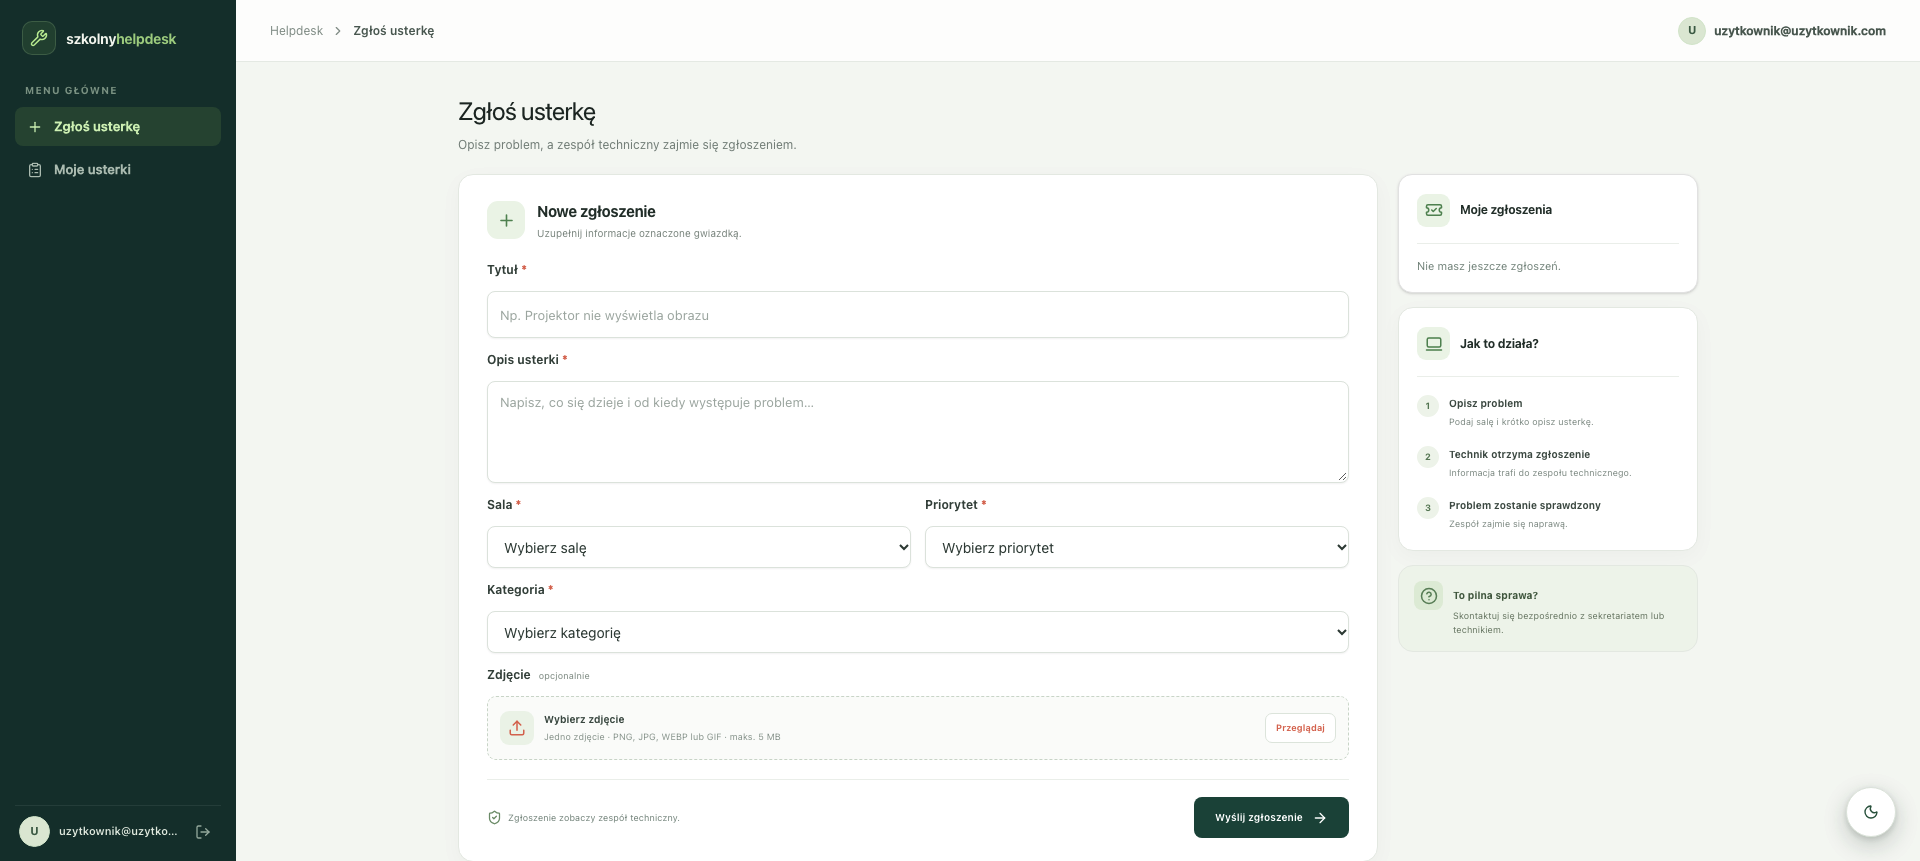 szkolnyhelpdesk
MENU GŁÓWNE
Zgłoś usterkę
Moje usterki
U uzytkownik@uzytko...
Helpdesk > Zgłoś usterkę
U uzytkownik@uzytkownik.com
Zgłoś usterkę
Opisz problem, a zespół techniczny zajmie się zgłoszeniem.
Nowe zgłoszenie
Uzupełnij informacje oznaczone gwiazdką.
Tytuł *
Np. Projektor nie wyświetla obrazu
Opis usterki *
Napisz, co się dzieje i od kiedy występuje problem...
Sala *
Wybierz salę
Priorytet *
Wybierz priorytet
Kategoria *
Wybierz kategorię
Zdjęcie opcjonalnie
Wybierz zdjęcie
Jedno zdjęcie · PNG, JPG, WEBP lub GIF · maks. 5 MB
Przeglądaj
Zgłoszenie zobaczy zespół techniczny.
Wyślij zgłoszenie
Moje zgłoszenia
Nie masz jeszcze zgłoszeń.
Jak to działa?
1 Opisz problem
Podaj salę i krótko opisz usterkę.
2 Technik otrzyma zgłoszenie
Informacja trafi do zespołu technicznego.
3 Problem zostanie sprawdzony
Zespół zajmie się naprawą.
To pilna sprawa?
Skontaktuj się bezpośrednio z sekretariatem lub
technikiem.